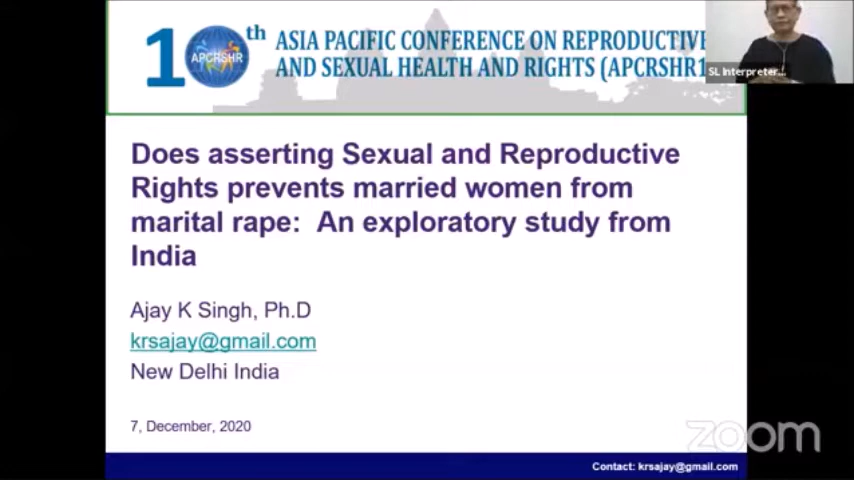 10th
APCRSHR
ASIA PACIFIC CONFERENCE ON REPRODUCTIVE
AND SEXUAL HEALTH AND RIGHTS (APCRSHR1
SL Interpreter...
Does asserting Sexual and Reproductive
Rights prevents married women from
marital rape: An exploratory study from
India
Ajay K Singh, Ph.D
krsajay@gmail.com
New Delhi India
7, December, 2020
zoom
Contact: krsajay@gmail.com